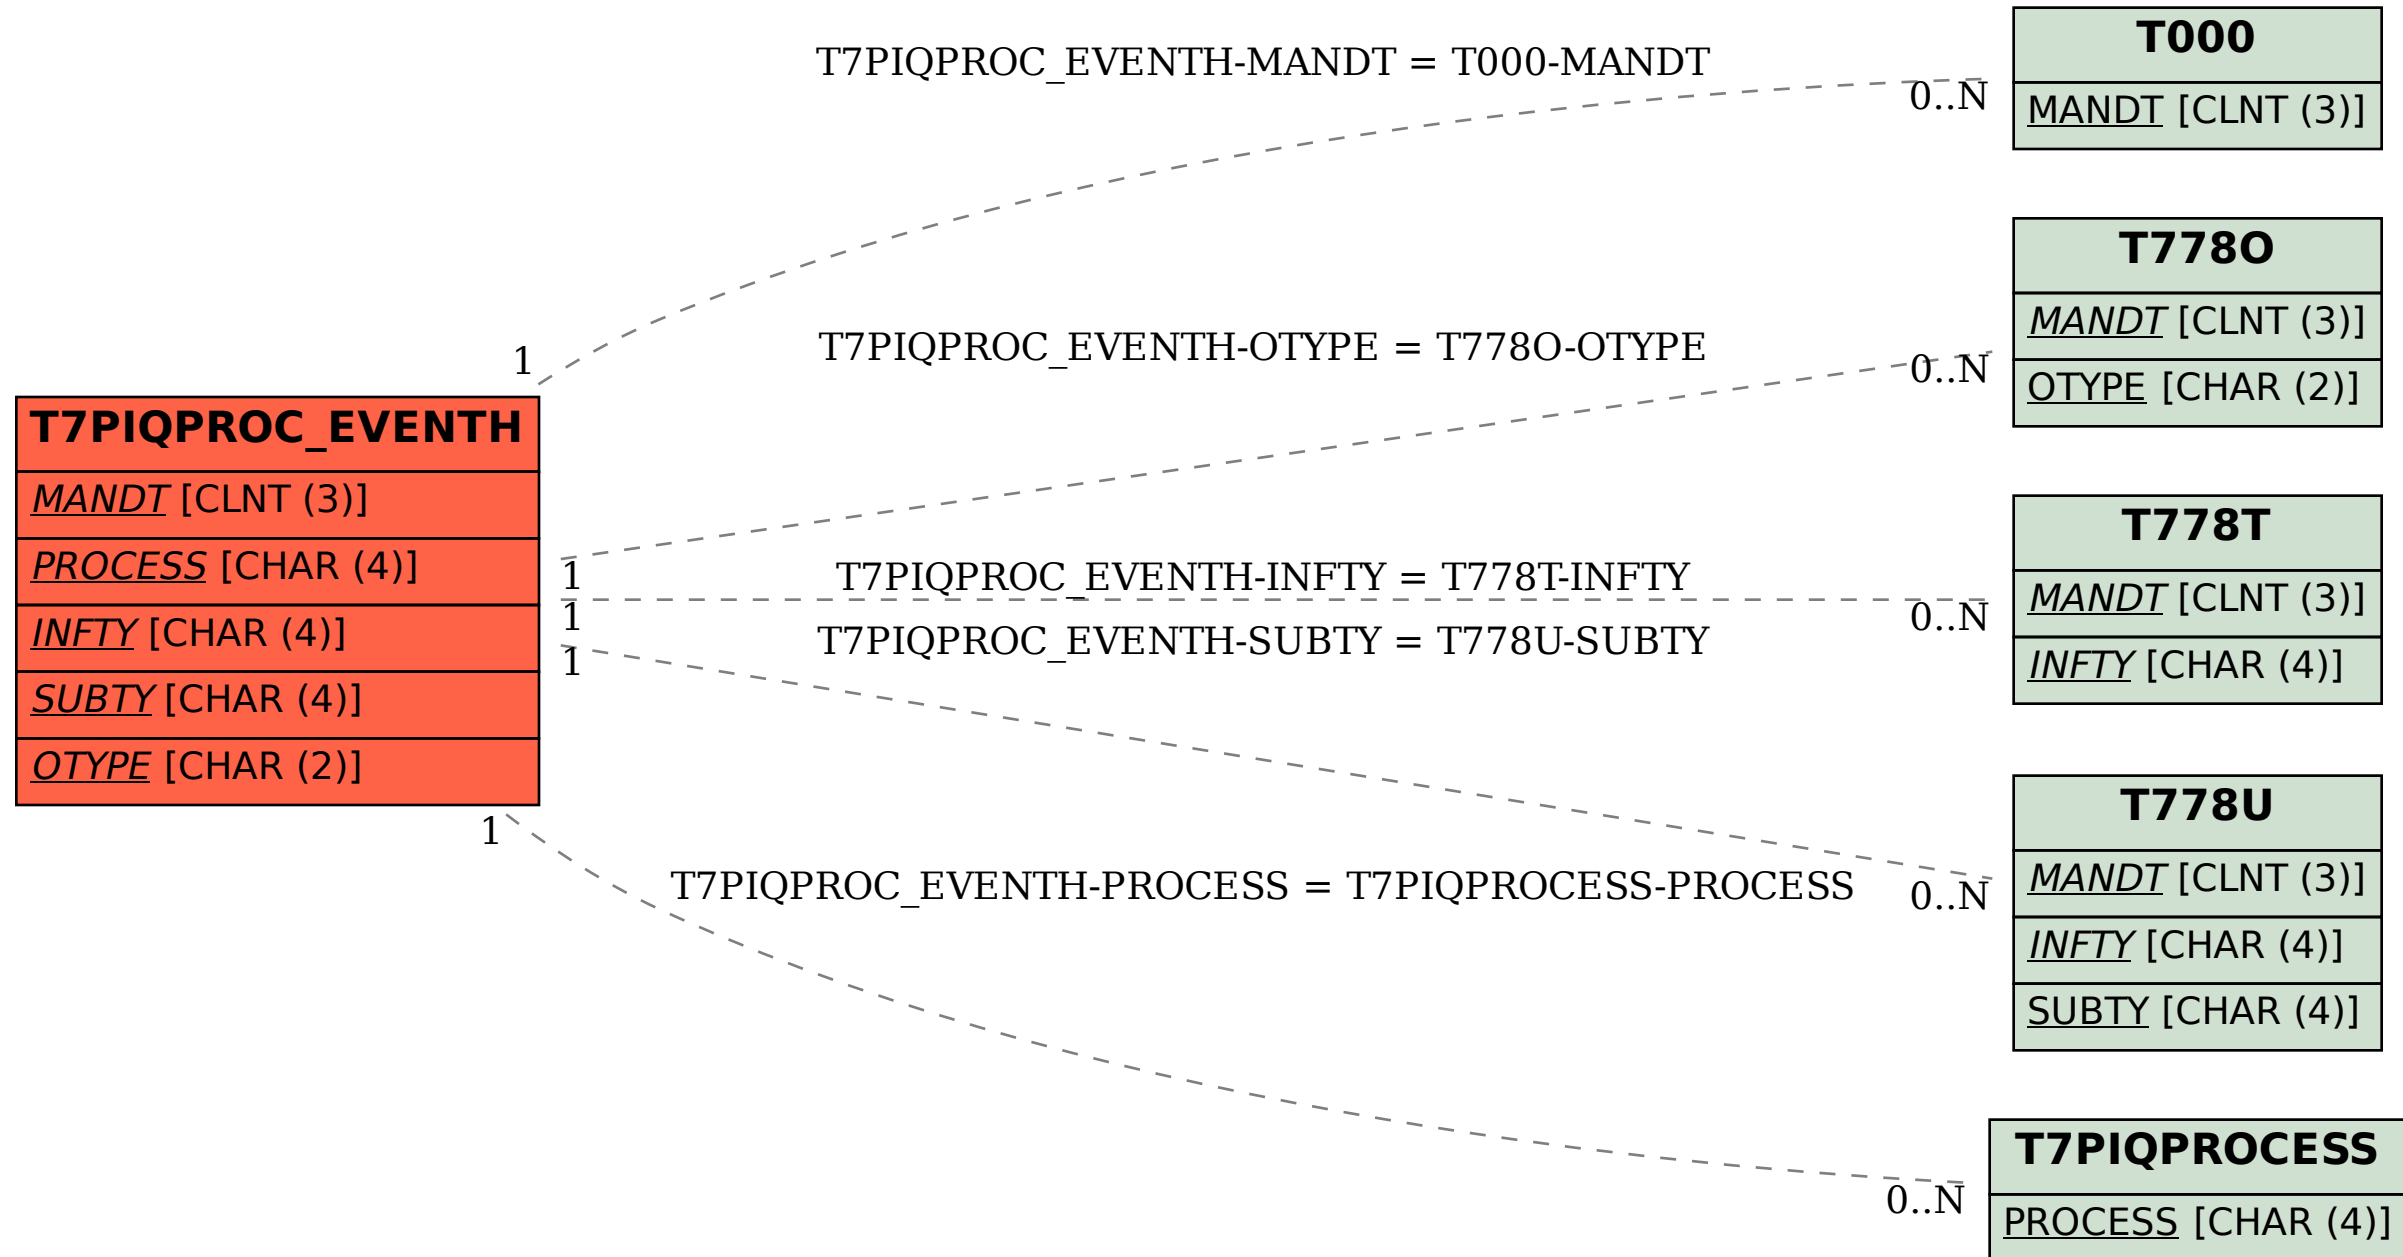 T7PIQPROC_EVENTH
MANDT [CLNT (3)]
PROCESS [CHAR (4)]
INFTY [CHAR (4)]
SUBTY [CHAR (4)]
OTYPE [CHAR (2)]
T7PIQPROC_EVENTH-MANDT = T000-MANDT
1
0..N
T7PIQPROC_EVENTH-OTYPE = T778O-OTYPE
1
0..N
T7PIQPROC_EVENTH-INFTY = T778T-INFTY
1
0..N
T7PIQPROC_EVENTH-SUBTY = T778U-SUBTY
1
0..N
T7PIQPROC_EVENTH-PROCESS = T7PIQPROCESS-PROCESS
1
0..N
T000
MANDT [CLNT (3)]
T778O
MANDT [CLNT (3)]
OTYPE [CHAR (2)]
T778T
MANDT [CLNT (3)]
INFTY [CHAR (4)]
T778U
MANDT [CLNT (3)]
INFTY [CHAR (4)]
SUBTY [CHAR (4)]
T7PIQPROCESS
PROCESS [CHAR (4)]